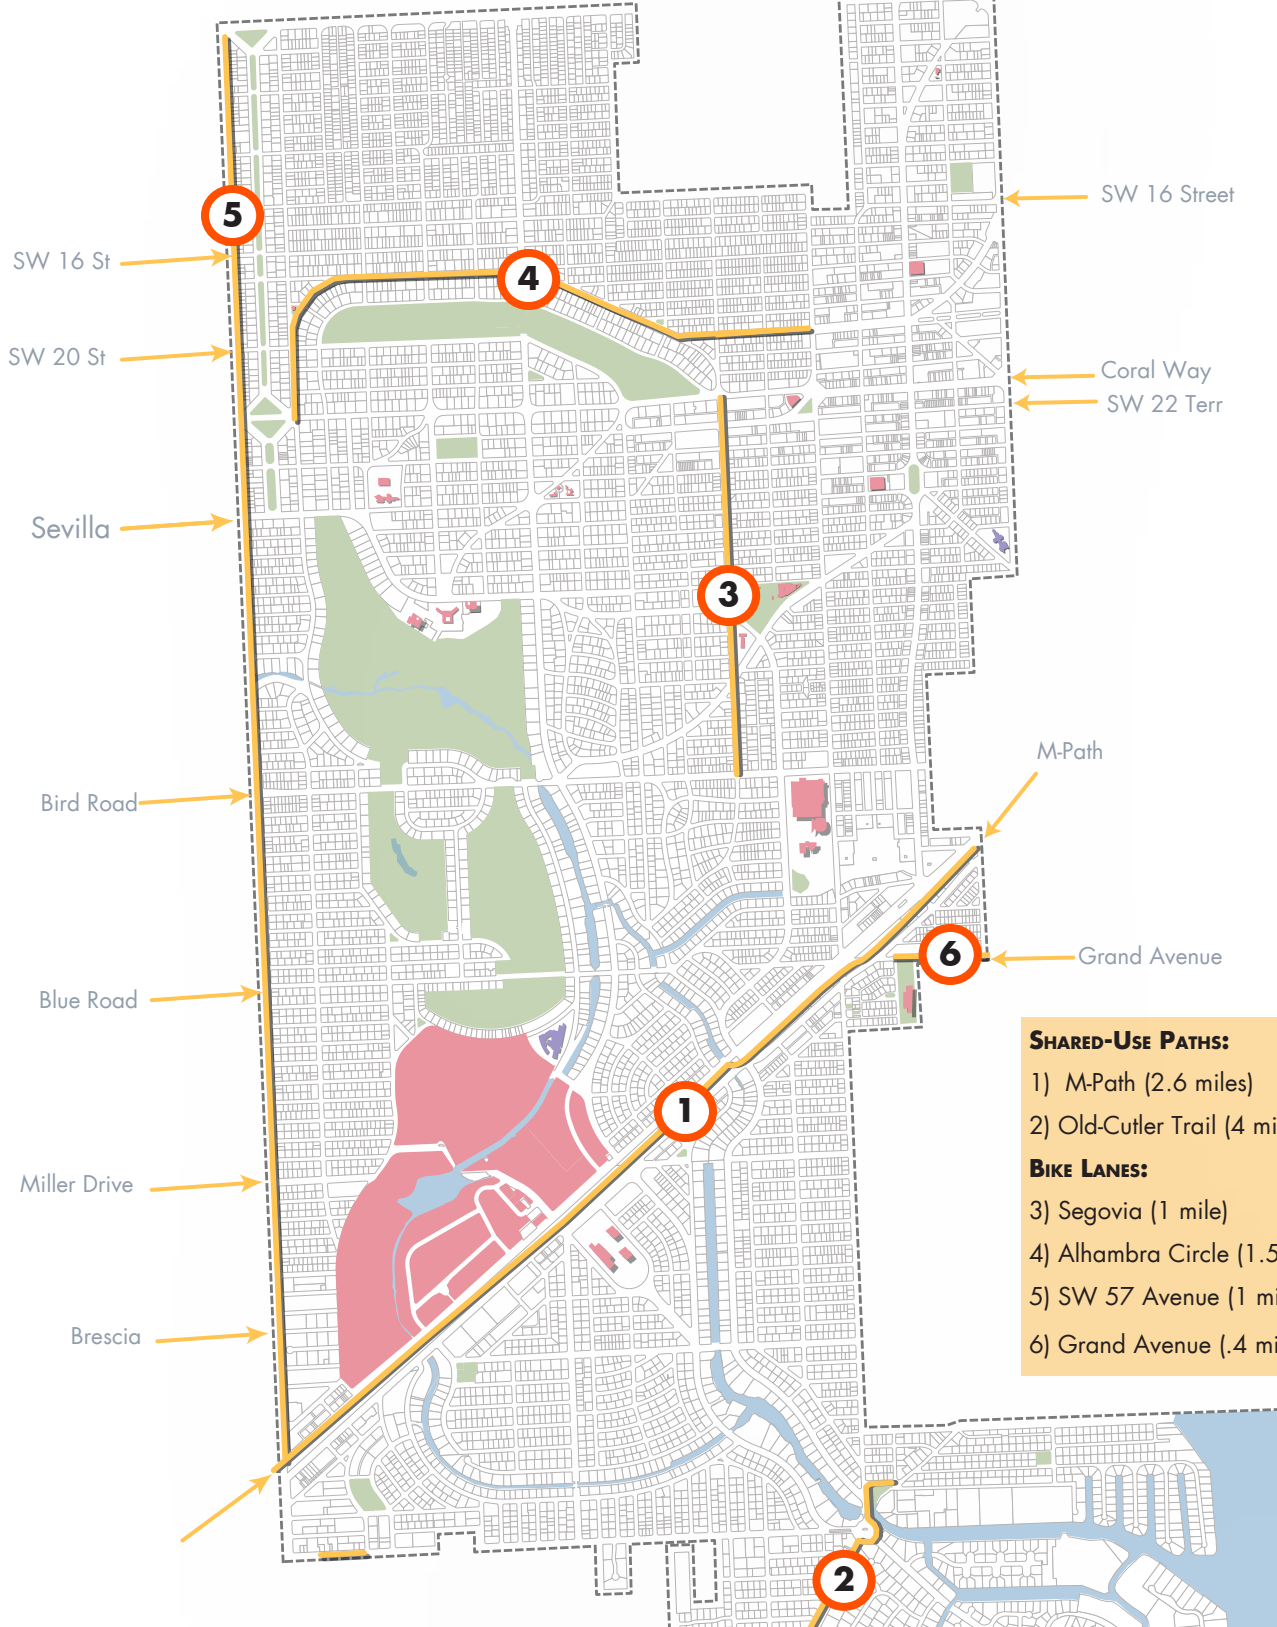 5
SW 16 Street
SW 16 St
4
SW 20 St
Coral Way
SW 22 Terr
Sevilla
3
M-Path
Bird Road
6
Grand Avenue
Blue Road
SHARED-USE PATHS:
1) M-Path (2.6 miles)
1
2) Old-Cutler Trail (4 mi
BIKE LANES:
Miller Drive
3) Segovia (1 mile)
4) Alhambra Circle (1.5
5) SW 57 Avenue (1 mi
Brescia
6) Grand Avenue (.4 mi
2